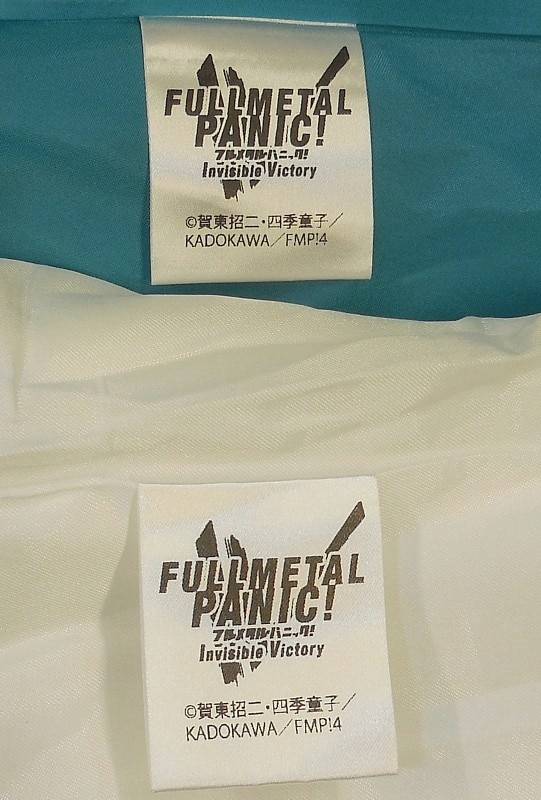 FULLMETAL
PANIC!
フルメタル・パニック!
Invisible Victory
©賀東招二・四季童子／
KADOKAWA／FMP!4
FULLMETAL
PANIC!
フルメタル・パニック!
Invisible Victory
©賀東招二・四季童子／
KADOKAWA／FMP!4